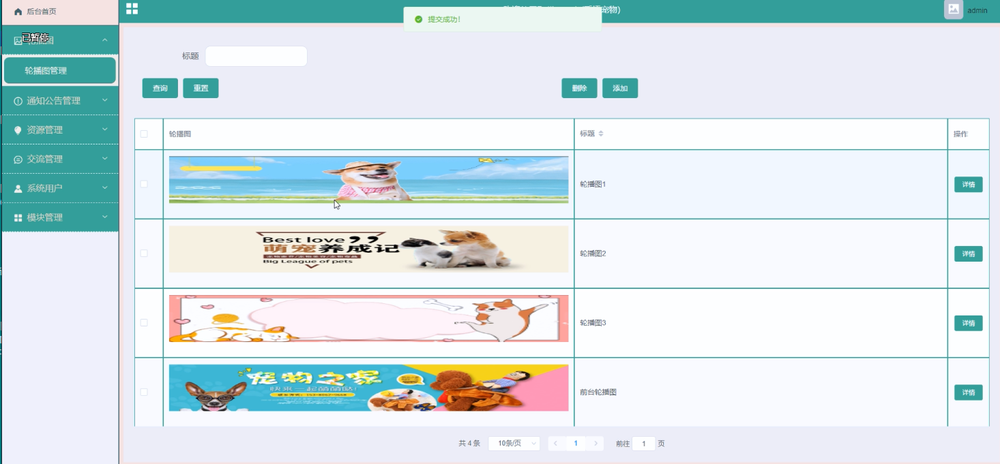 后台首页
宠物)
admin
提交成功!
已暂停
轮播图管理
通知公告管理
资源管理
交流管理
系统用户
模块管理
标题
查询
重置
删除
添加
轮播图
标题
操作
轮播图1
详情
Best love
萌宠养成记
Big League of pets
轮播图2
详情
轮播图3
详情
宠物之家
快来一起萌萌哒!
前台轮播图
详情
共 4 条
10条/页
1
前往
1
页